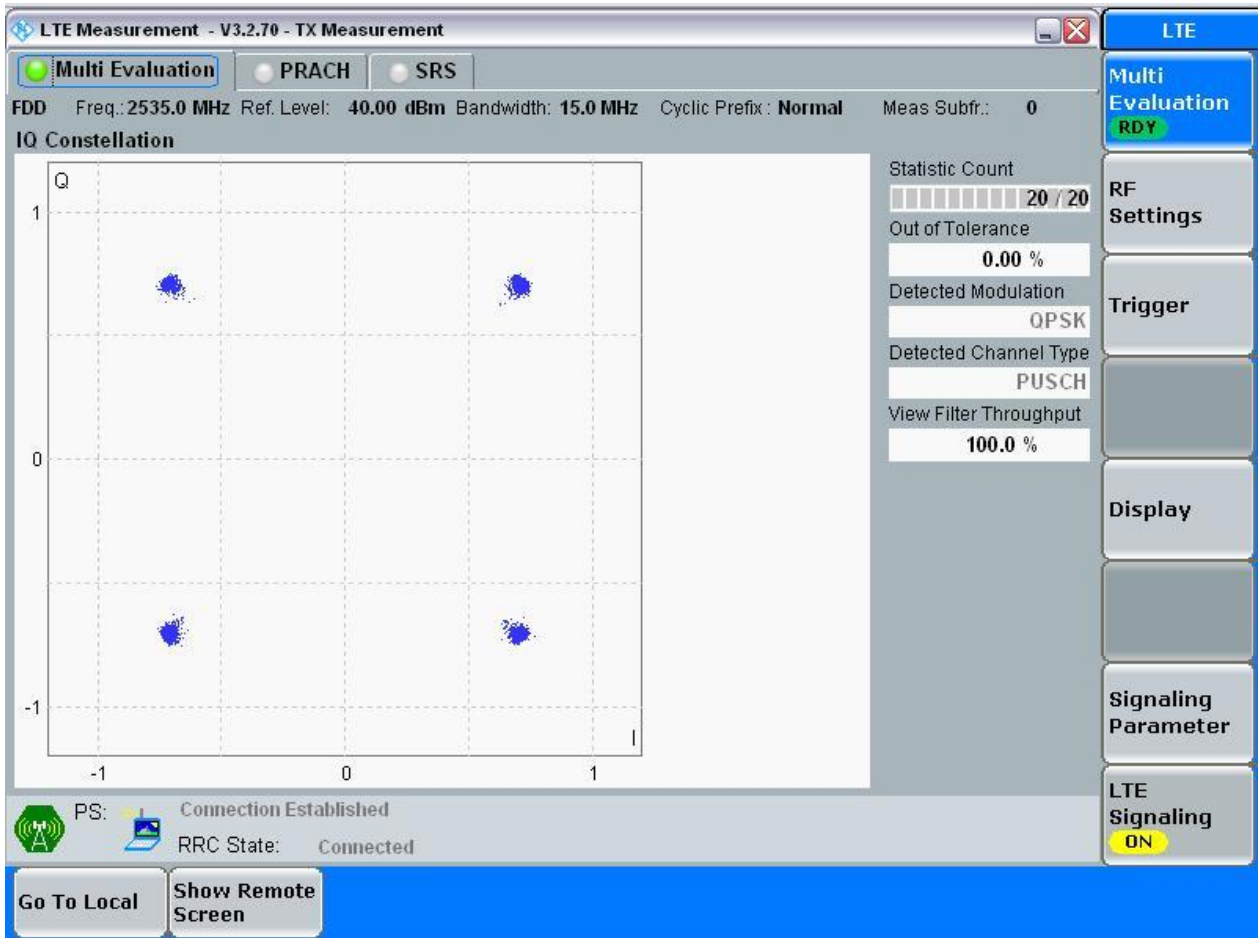 LTE Measurement - V3.2.70 - TX Measurement
LTE
Multi Evaluation PRACH SRS
FDD Freq.: 2535.0 MHz Ref. Level: 40.00 dBm Bandwidth: 15.0 MHz Cyclic Prefix : Normal Meas Subfr.: 0
IQ Constellation
Q
1
0
-1
-1 0 1
I
Statistic Count
20 / 20
Out of Tolerance
0.00 %
Detected Modulation
QPSK
Detected Channel Type
PUSCH
View Filter Throughput
100.0 %
Multi
Evaluation
RDY
RF
Settings
Trigger
Display
Signaling
Parameter
LTE
Signaling
ON
PS: Connection Established
RRC State: Connected
Go To Local
Show Remote
Screen